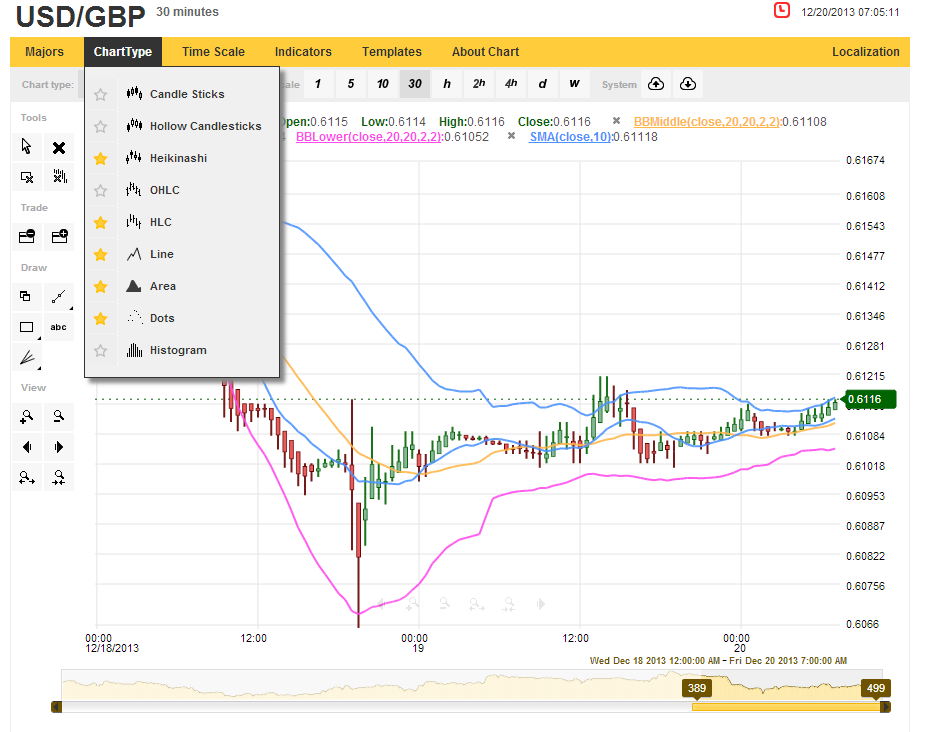 USD/GBP 30 minutes 12/20/2013 07:05:11
Majors ChartType Time Scale Indicators Templates About Chart Localization
Chart type: 1 5 10 30 h 2h 4h d w System
Tools
Trade
Draw
abc
View
Candle Sticks
Hollow Candlesticks
Heikinashi
OHLC
HLC
Line
Area
Dots
Histogram
Open:0.6115 Low:0.6114 High:0.6116 Close:0.6116 BBMiddle(close,20,20,2,2):0.61108
BBLower(close,20,20,2,2):0.61052 SMA(close,10):0.61118
0.61674
0.61608
0.61543
0.61477
0.61412
0.61346
0.61281
0.61215
0.6116
0.61084
0.61018
0.60953
0.60887
0.60822
0.60756
0.6066
00:00 12:00 00:00 12:00 00:00
12/18/2013 19 20
Wed Dec 18 2013 12:00:00 AM - Fri Dec 20 2013 7:00:00 AM
389 499